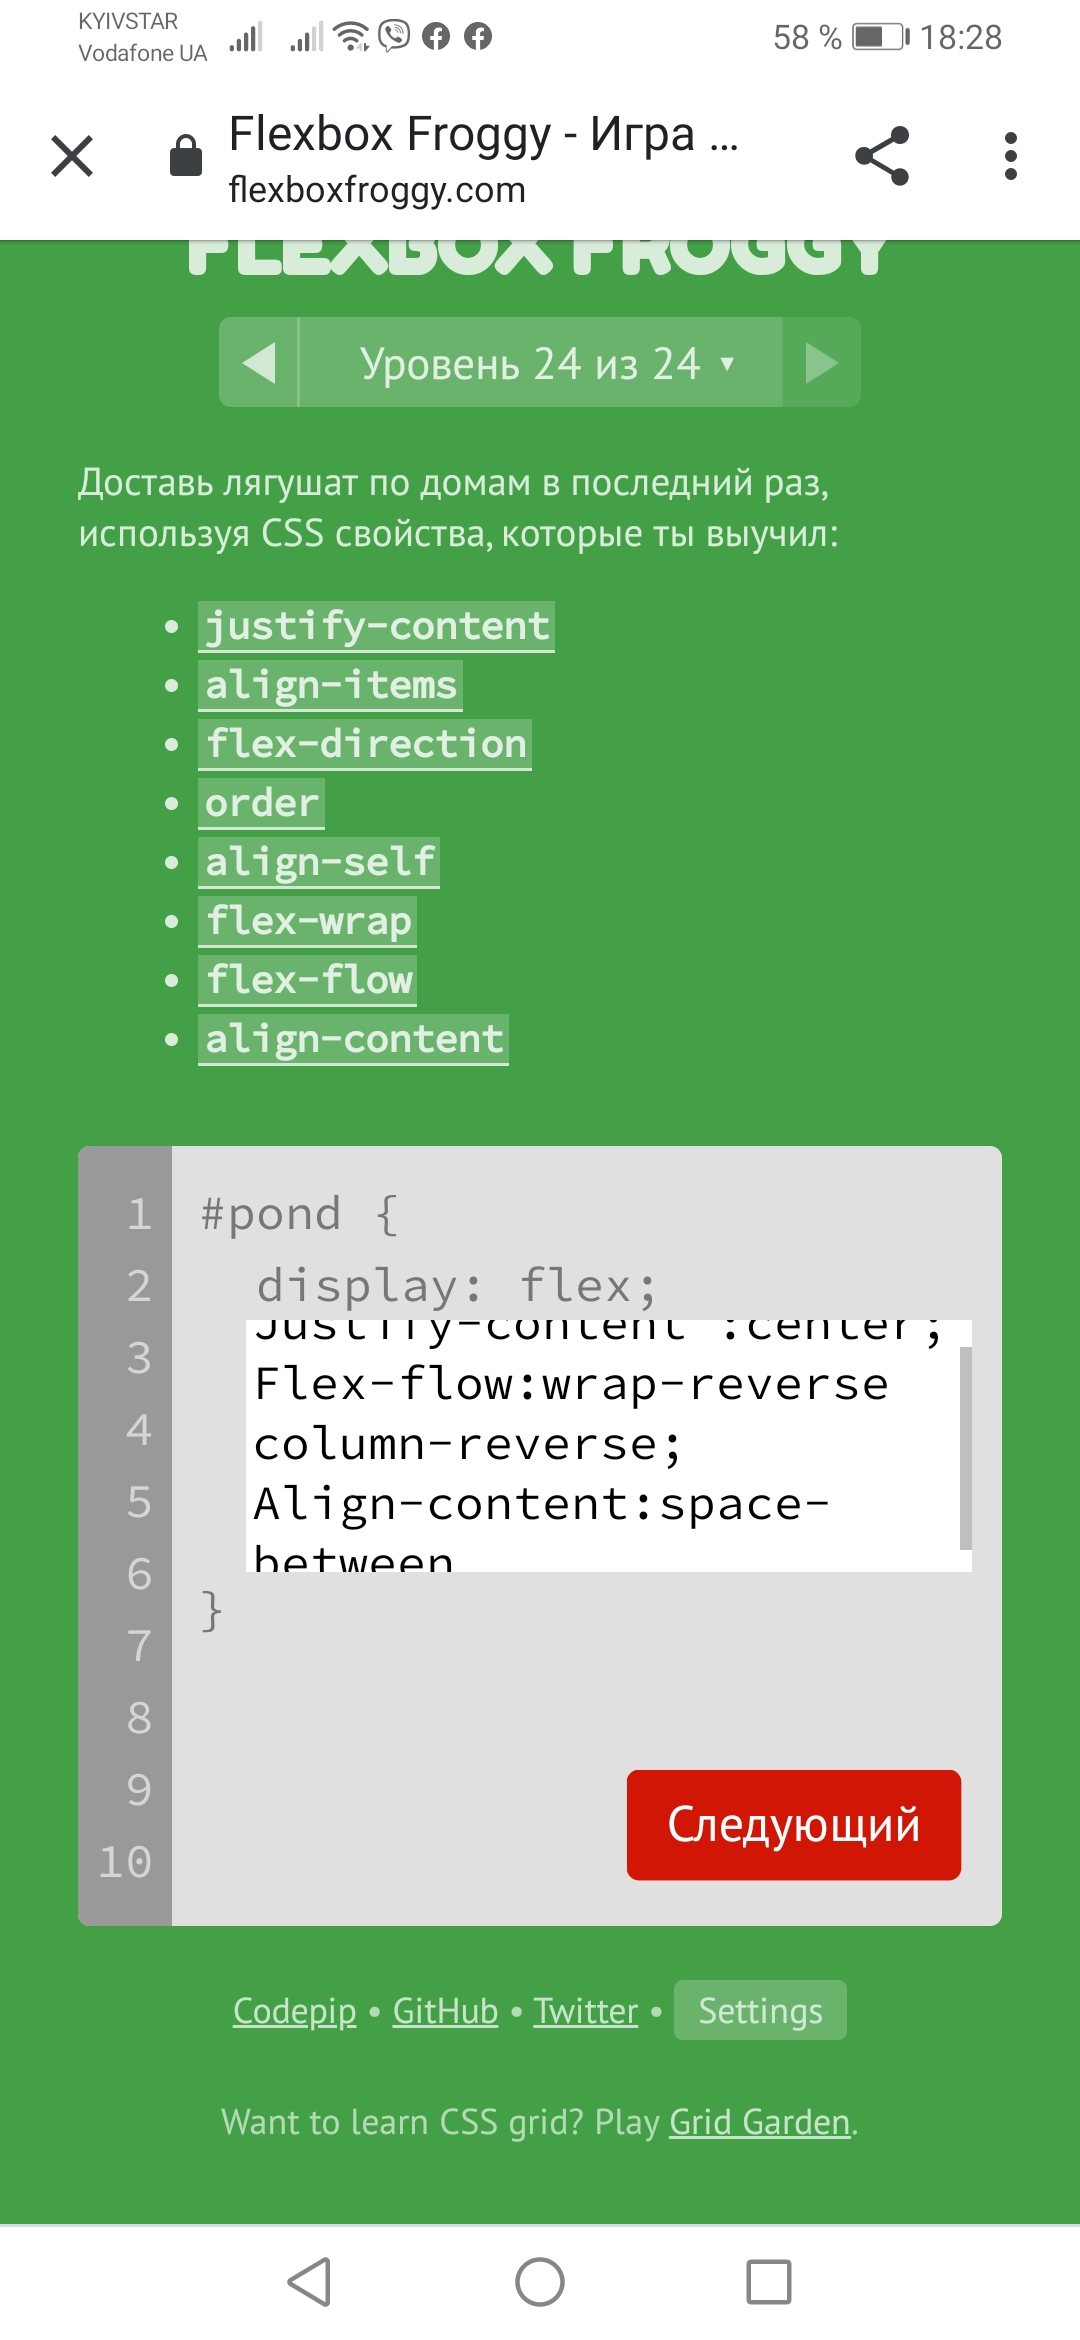 KYIVSTAR
Vodafone UA
58 % 18:28
Flexbox Froggy - Игра ...
flexboxfroggy.com
FLEXBOX FROGGY
Уровень 24 из 24 ▼
Доставь лягушат по домам в последний раз,
используя CSS свойства, которые ты выучил:
• justify-content
• align-items
• flex-direction
• order
• align-self
• flex-wrap
• flex-flow
• align-content
1 #pond {
2 display: flex;
3 Justify-content :center;
Flex-flow:wrap-reverse
4 column-reverse;
5 Align-content:space-
6 between
}
7
8
9
10
Следующий
Codepip • GitHub • Twitter • Settings
Want to learn CSS grid? Play Grid Garden.